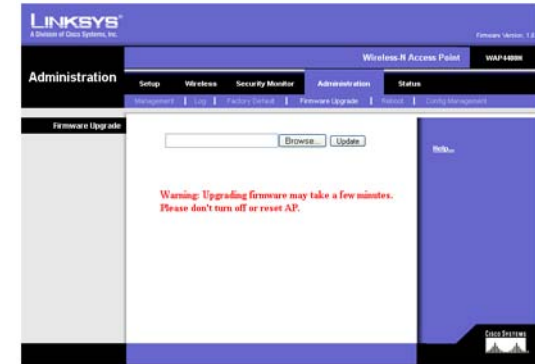 LINKSYS®
A Division of Cisco Systems, Inc.
Firmware Version: 1.0
Wireless-N Access Point
WAP4400N
Administration
Setup
Wireless
Security Monitor
Administration
Status
Management | Log | Factory Default | Firmware Upgrade | Reboot | Config Management
Firmware Upgrade
Browse... Update
Help...
Warning: Upgrading firmware may take a few minutes.
Please don't turn off or reset AP.
CISCO SYSTEMS